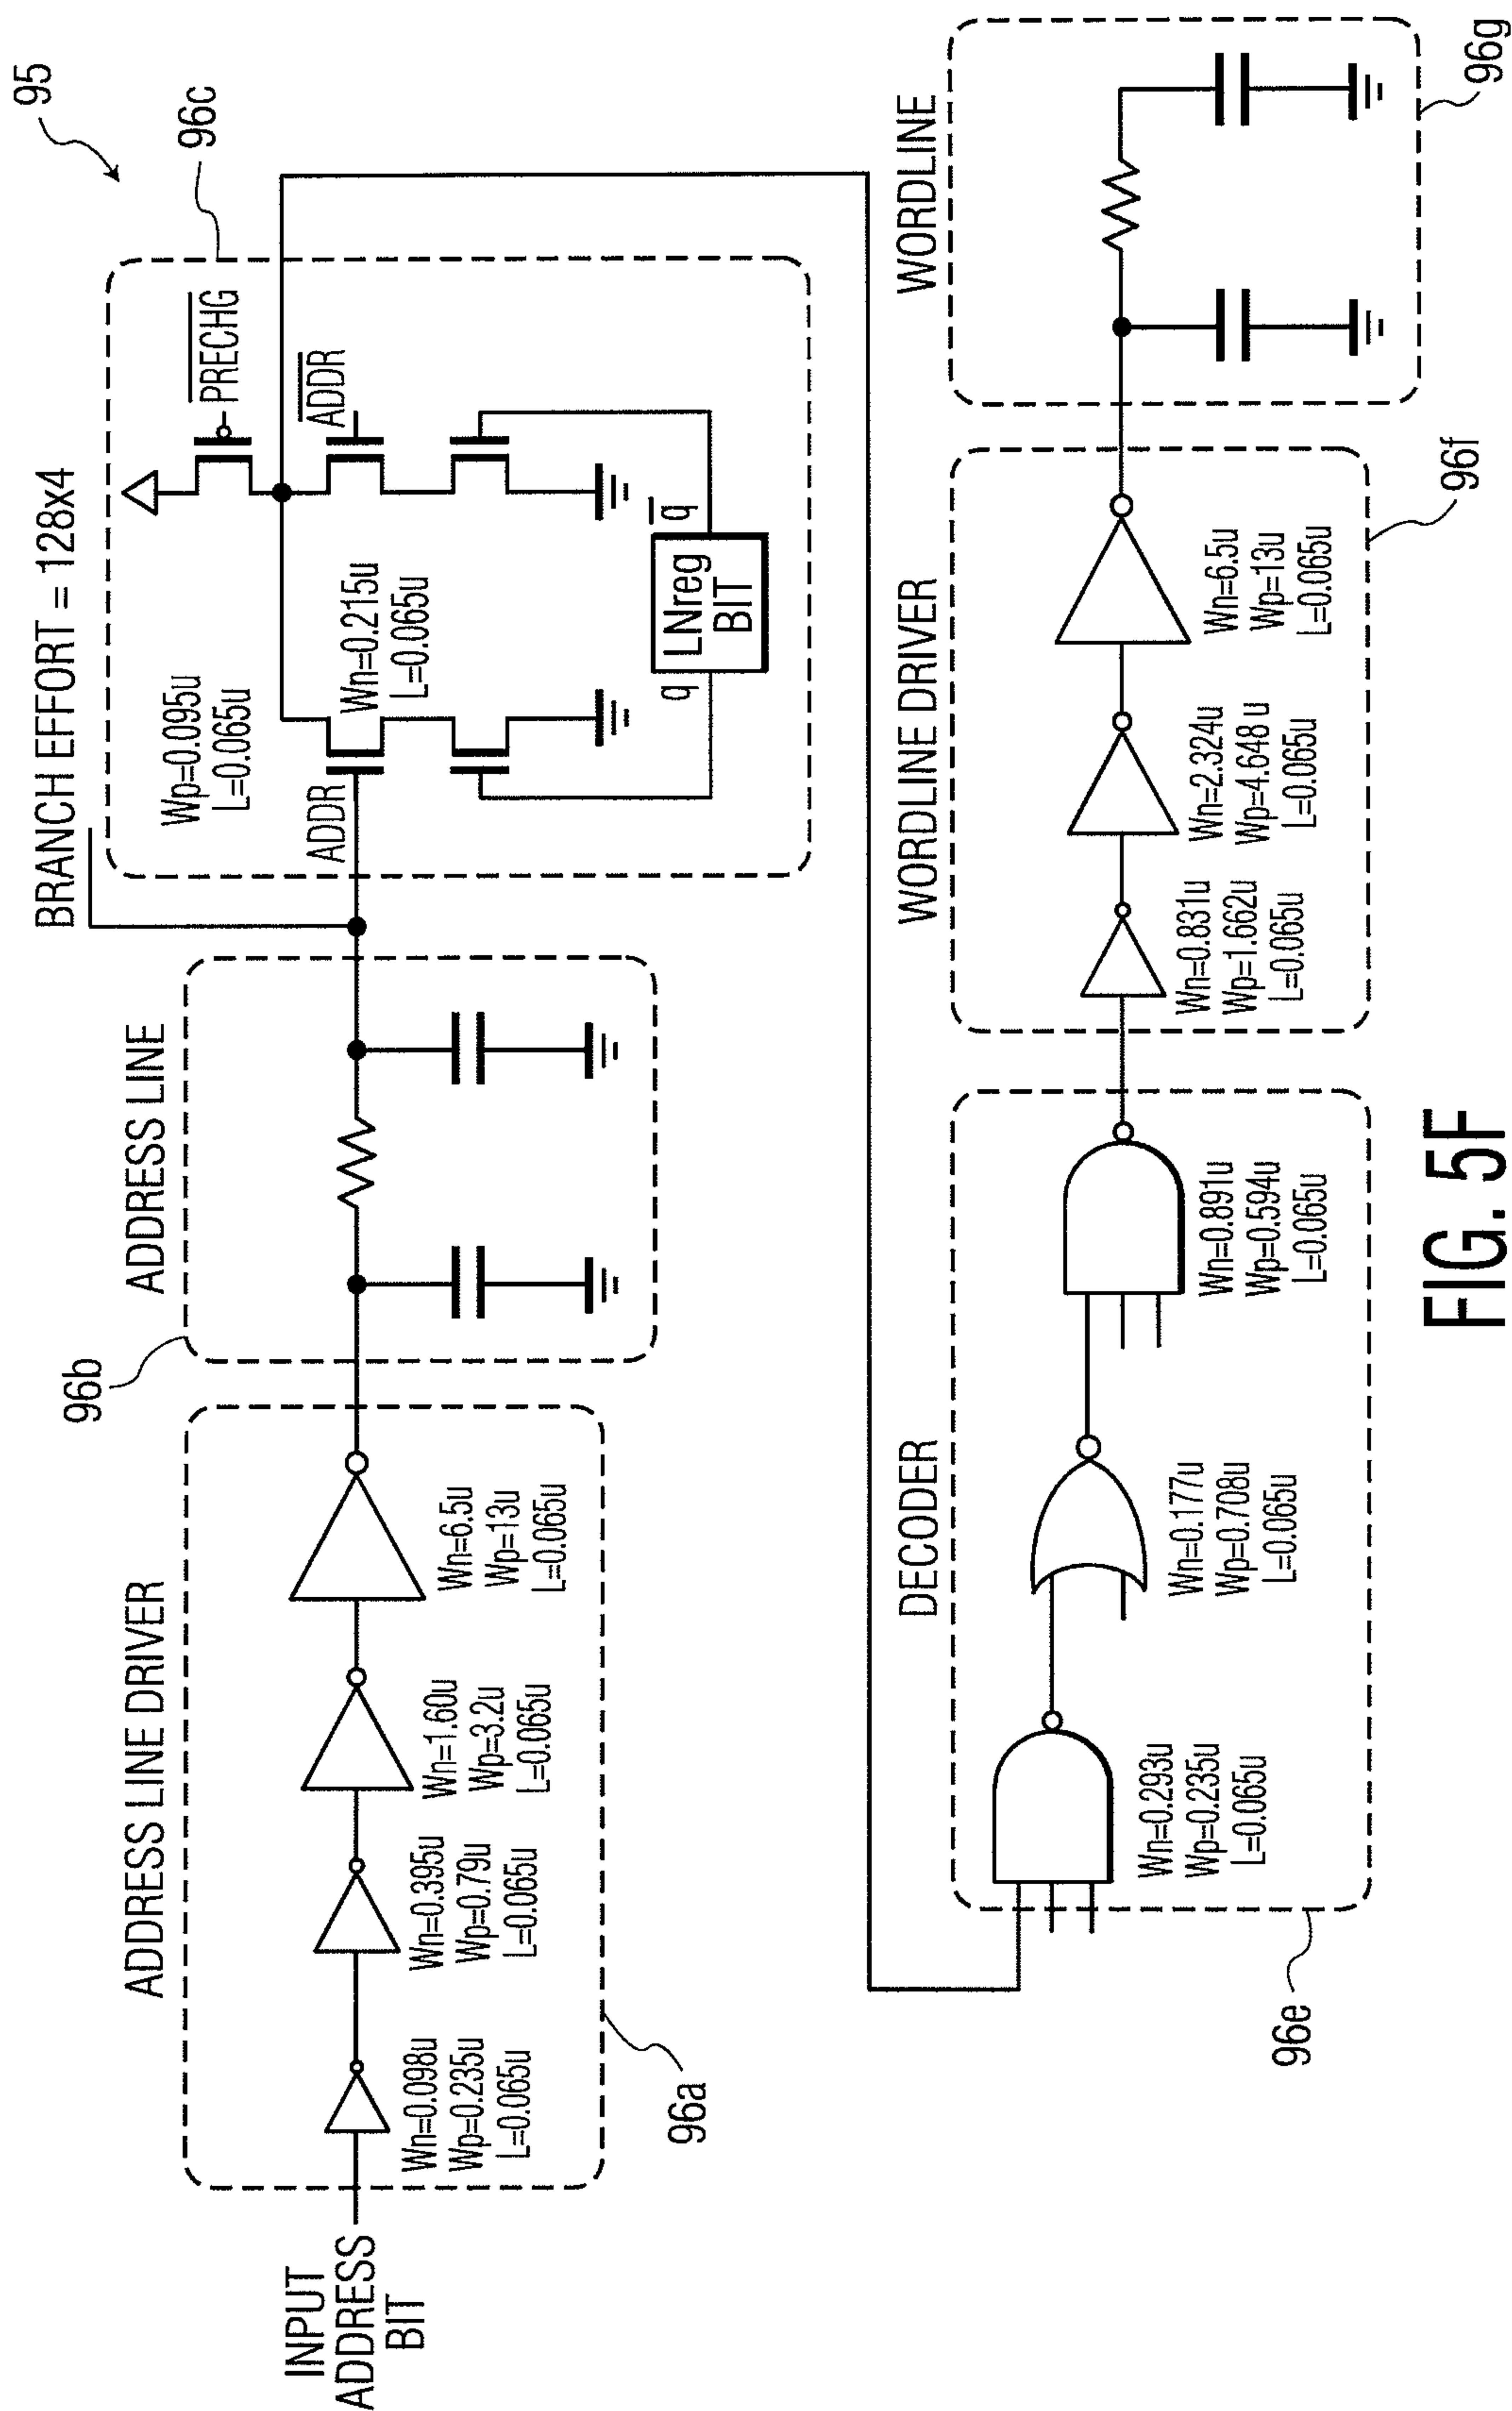 95
ADDRESS LINE DRIVER
INPUT
ADDRESS
BIT
Wn=0.098u
Wp=0.235u
L=0.065u
Wn=0.395u
Wp=0.79u
L=0.065u
Wn=1.60u
Wp=3.2u
L=0.065u
Wn=6.5u
Wp=13u
L=0.065u
96a
96b
ADDRESS LINE
BRANCH EFFORT = 128x4
96c
Wp=0.095u
L=0.065u
PRECHG
ADDR
Wn=0.215u
L=0.065u
ADDR
q
LNreg
BIT
q
DECODER
Wn=0.293u
Wp=0.235u
L=0.065u
Wn=0.177u
Wp=0.708u
L=0.065u
Wn=0.891u
Wp=0.594u
L=0.065u
96e
WORDLINE DRIVER
Wn=0.831u
Wp=1.662u
L=0.065u
Wn=2.324u
Wp=4.648 u
L=0.065u
Wn=6.5u
Wp=13u
L=0.065u
96f
WORDLINE
96g
FIG. 5F